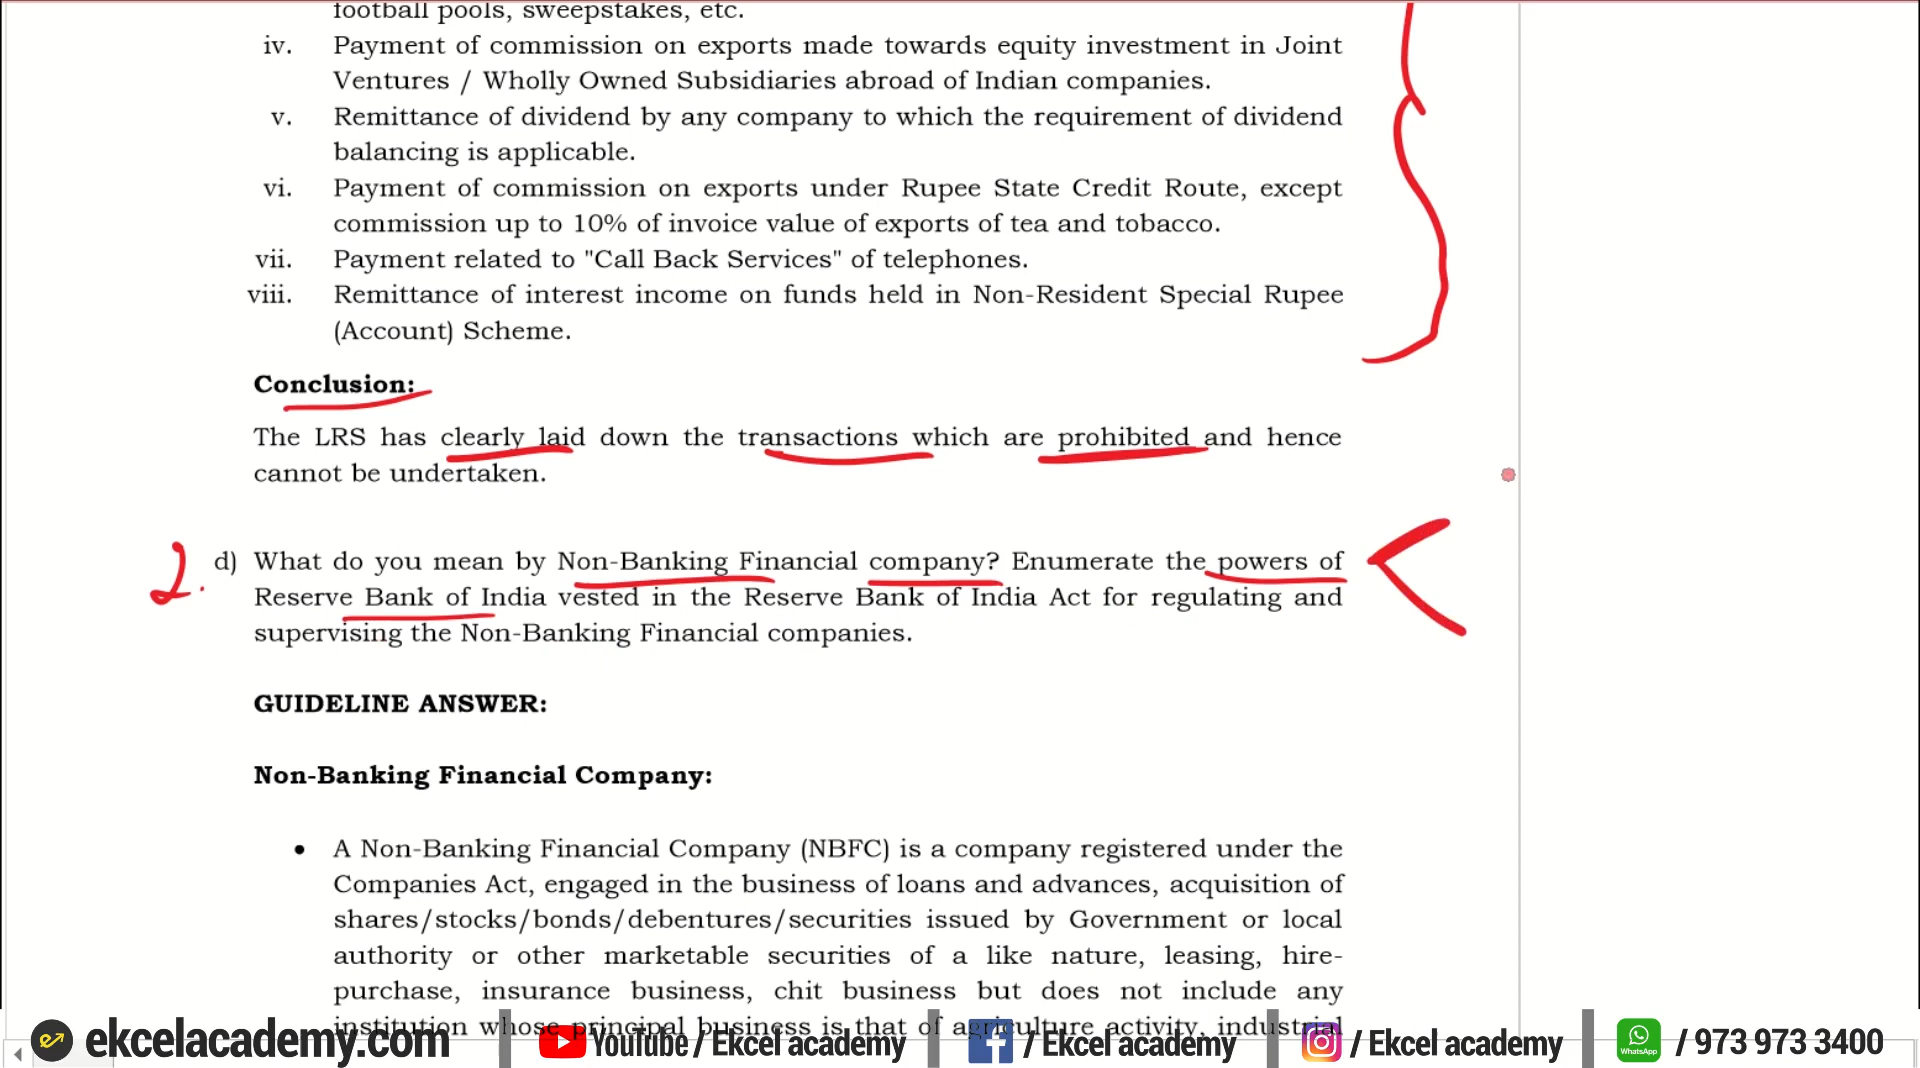 football pools, sweepstakes, etc.
iv. Payment of commission on exports made towards equity investment in Joint
Ventures / Wholly Owned Subsidiaries abroad of Indian companies.
v. Remittance of dividend by any company to which the requirement of dividend
balancing is applicable.
vi. Payment of commission on exports under Rupee State Credit Route, except
commission up to 10% of invoice value of exports of tea and tobacco.
vii. Payment related to "Call Back Services" of telephones.
viii. Remittance of interest income on funds held in Non-Resident Special Rupee
(Account) Scheme.
Conclusion:
The LRS has clearly laid down the transactions which are prohibited and hence
cannot be undertaken.
2. d) What do you mean by Non-Banking Financial company? Enumerate the powers of
Reserve Bank of India vested in the Reserve Bank of India Act for regulating and
supervising the Non-Banking Financial companies.
GUIDELINE ANSWER:
Non-Banking Financial Company:
• A Non-Banking Financial Company (NBFC) is a company registered under the
Companies Act, engaged in the business of loans and advances, acquisition of
shares/stocks/bonds/debentures/securities issued by Government or local
authority or other marketable securities of a like nature, leasing, hire-
purchase, insurance business, chit business but does not include any
institution whose principal business is that of agriculture activity, industrial
ekcelacademy.com YouTube / Ekcel academy / Ekcel academy / Ekcel academy WhatsApp / 973 973 3400